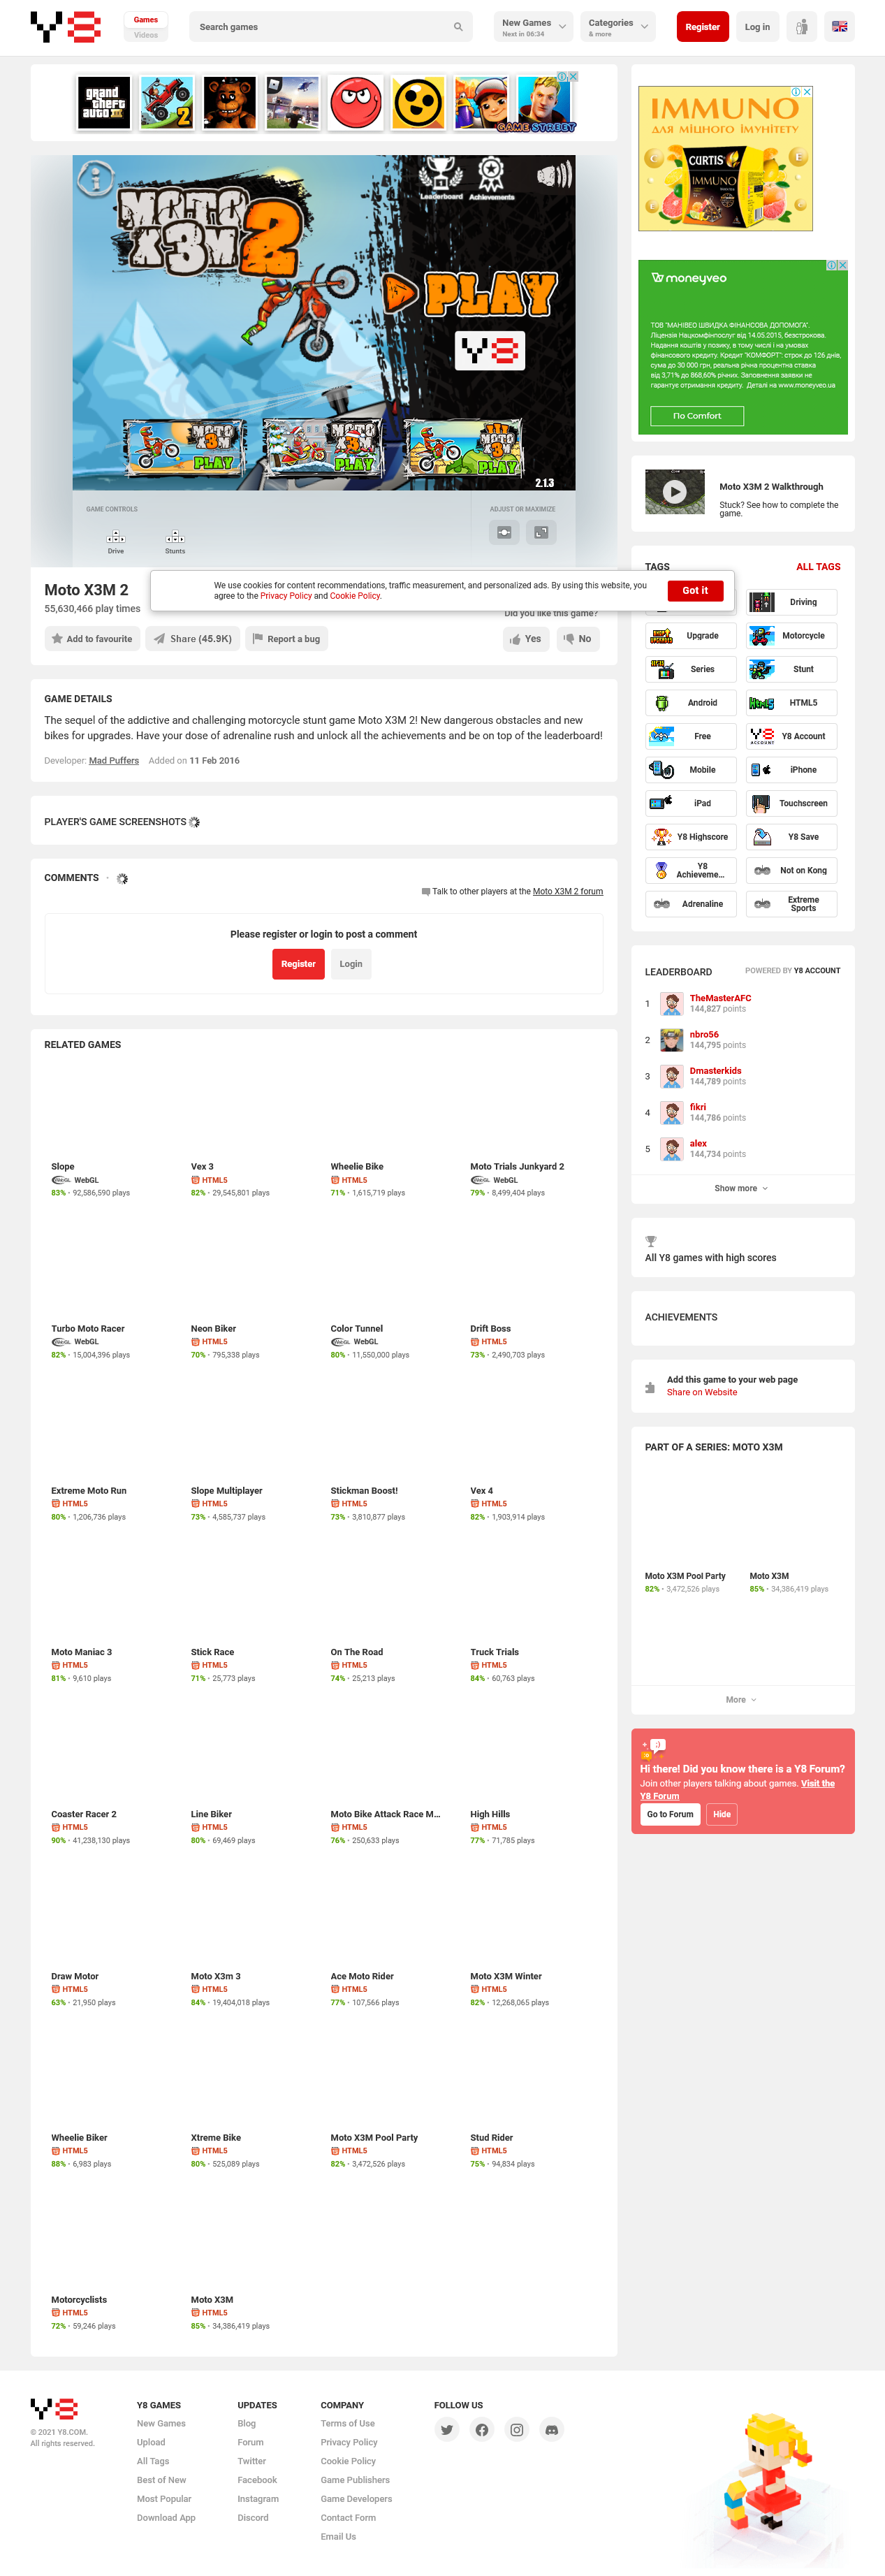 Y8
Games
Videos
Search games
New Games
Next in 06:34
Categories
& more
Register
Log in
grand theft auto III
2
GAME STREET
IMMUNO
ДЛЯ МІЦНОГО ІМУНІТЕТУ
CURTIS
IMMUNO
MOTO X3M 2
Leaderboard
Achievements
PLAY
Y8
MOTO X3M PLAY
MOTO X3M PLAY
MOTO X3M PLAY
2.1.3
moneyveo
ТОВ "МАНІВЕО ШВИДКА ФІНАНСОВА ДОПОМОГА".
Ліцензія Нацкомфінпослуг від 14.05.2015, безстрокова.
Надання коштів у позику, в тому числі і на умовах
фінансового кредиту. Кредит "КОМФОРТ": строк до 126 днів,
сума до 30 000 грн, реальна річна процентна ставка
від 3,71% до 868,60% річних. Заповнення заявки не
гарантує отримання кредиту. Деталі на www.moneyveo.ua
По Comfort
GAME CONTROLS
Drive
Stunts
ADJUST OR MAXIMIZE
Moto X3M 2 Walkthrough
Stuck? See how to complete the
game.
Moto X3M 2
55,630,466 play times
We use cookies for content recommendations, traffic measurement, and personalized ads. By using this website, you
agree to the Privacy Policy and Cookie Policy.
Got it
Did you like this game?
Add to favourite
Share (45.9K)
Report a bug
Yes
No
TAGS
ALL TAGS
Driving
Upgrade
Motorcycle
Series
Stunt
Android
HTML5
Free
Y8 Account
Mobile
iPhone
iPad
Touchscreen
Y8 Highscore
Y8 Save
Y8
Achieveme...
Not on Kong
Adrenaline
Extreme
Sports
GAME DETAILS
The sequel of the addictive and challenging motorcycle stunt game Moto X3M 2! New dangerous obstacles and new
bikes for upgrades. Have your dose of adrenaline rush and unlock all the achievements and be on top of the leaderboard!
Developer: Mad Puffers Added on 11 Feb 2016
PLAYER'S GAME SCREENSHOTS
COMMENTS
Talk to other players at the Moto X3M 2 forum
Please register or login to post a comment
Register
Login
LEADERBOARD
POWERED BY Y8 ACCOUNT
1
TheMasterAFC
144,827 points
2
nbro56
144,795 points
3
Dmasterkids
144,789 points
4
fikri
144,786 points
5
alex
144,734 points
Show more
All Y8 games with high scores
ACHIEVEMENTS
Add this game to your web page
Share on Website
PART OF A SERIES: MOTO X3M
Moto X3M Pool Party
82% • 3,472,526 plays
Moto X3M
85% • 34,386,419 plays
More
Hi there! Did you know there is a Y8 Forum?
Join other players talking about games. Visit the
Y8 Forum
Go to Forum
Hide
RELATED GAMES
Slope
WebGL
83% • 92,586,590 plays
Vex 3
HTML5
82% • 29,545,801 plays
Wheelie Bike
HTML5
71% • 1,615,719 plays
Moto Trials Junkyard 2
WebGL
79% • 8,499,404 plays
Turbo Moto Racer
WebGL
82% • 15,004,396 plays
Neon Biker
HTML5
70% • 795,338 plays
Color Tunnel
WebGL
80% • 11,550,000 plays
Drift Boss
HTML5
73% • 2,490,703 plays
Extreme Moto Run
HTML5
80% • 1,206,736 plays
Slope Multiplayer
HTML5
73% • 4,585,737 plays
Stickman Boost!
HTML5
73% • 3,810,877 plays
Vex 4
HTML5
82% • 1,903,914 plays
Moto Maniac 3
HTML5
81% • 9,610 plays
Stick Race
HTML5
71% • 25,773 plays
On The Road
HTML5
74% • 25,213 plays
Truck Trials
HTML5
84% • 60,763 plays
Coaster Racer 2
HTML5
90% • 41,238,130 plays
Line Biker
HTML5
80% • 69,469 plays
Moto Bike Attack Race M...
HTML5
76% • 250,633 plays
High Hills
HTML5
77% • 71,785 plays
Draw Motor
HTML5
63% • 21,950 plays
Moto X3m 3
HTML5
84% • 19,404,018 plays
Ace Moto Rider
HTML5
77% • 107,566 plays
Moto X3M Winter
HTML5
82% • 12,268,065 plays
Wheelie Biker
HTML5
88% • 6,983 plays
Xtreme Bike
HTML5
80% • 525,089 plays
Moto X3M Pool Party
HTML5
82% • 3,472,526 plays
Stud Rider
HTML5
75% • 94,834 plays
Motorcyclists
HTML5
72% • 59,246 plays
Moto X3M
HTML5
85% • 34,386,419 plays
Y8
© 2021 Y8.COM.
All rights reserved.
Y8 GAMES
New Games
Upload
All Tags
Best of New
Most Popular
Download App
UPDATES
Blog
Forum
Twitter
Facebook
Instagram
Discord
COMPANY
Terms of Use
Privacy Policy
Cookie Policy
Game Publishers
Game Developers
Contact Form
Email Us
FOLLOW US